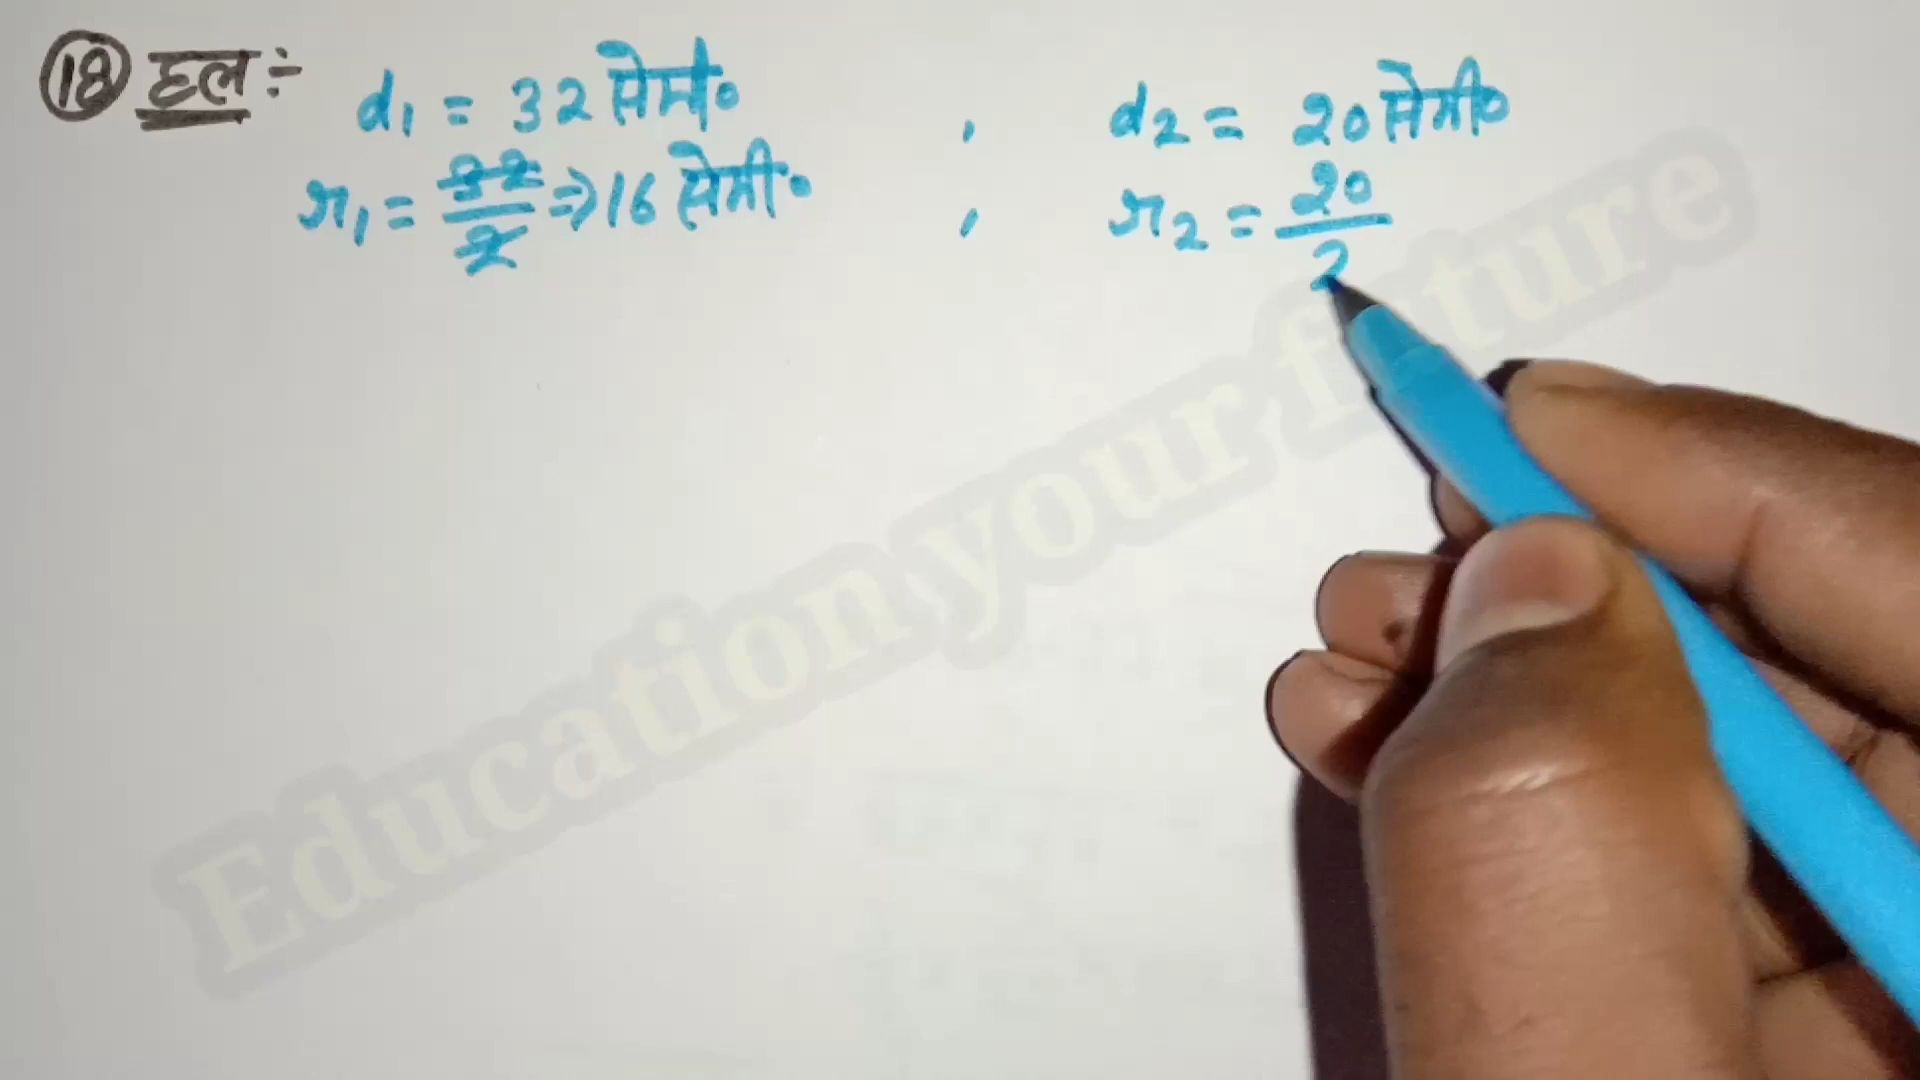 18 हल :-
d1 = 32 सेमी० , d2 = 20 सेमी०
r1 = 32/2 ⇒ 16 सेमी० , r2 = 20/2
Education your future